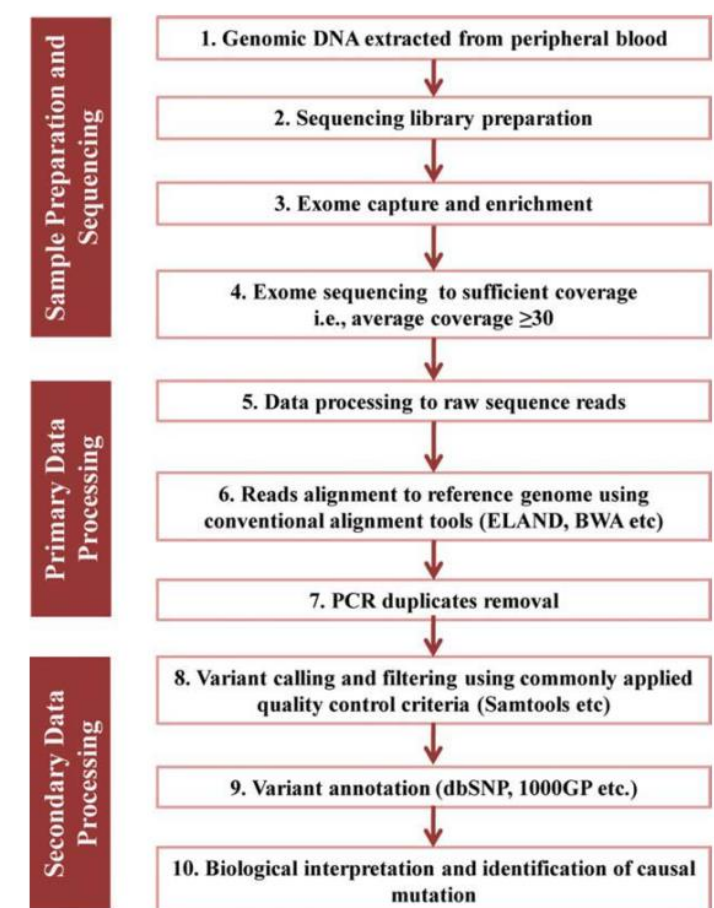 Sample Preparation and
Sequencing
1. Genomic DNA extracted from peripheral blood
2. Sequencing library preparation
3. Exome capture and enrichment
4. Exome sequencing to sufficient coverage
i.e., average coverage ≥30
Primary Data
Processing
5. Data processing to raw sequence reads
6. Reads alignment to reference genome using
conventional alignment tools (ELAND, BWA etc)
7. PCR duplicates removal
Secondary Data
Processing
8. Variant calling and filtering using commonly applied
quality control criteria (Samtools etc)
9. Variant annotation (dbSNP, 1000GP etc.)
10. Biological interpretation and identification of causal
mutation